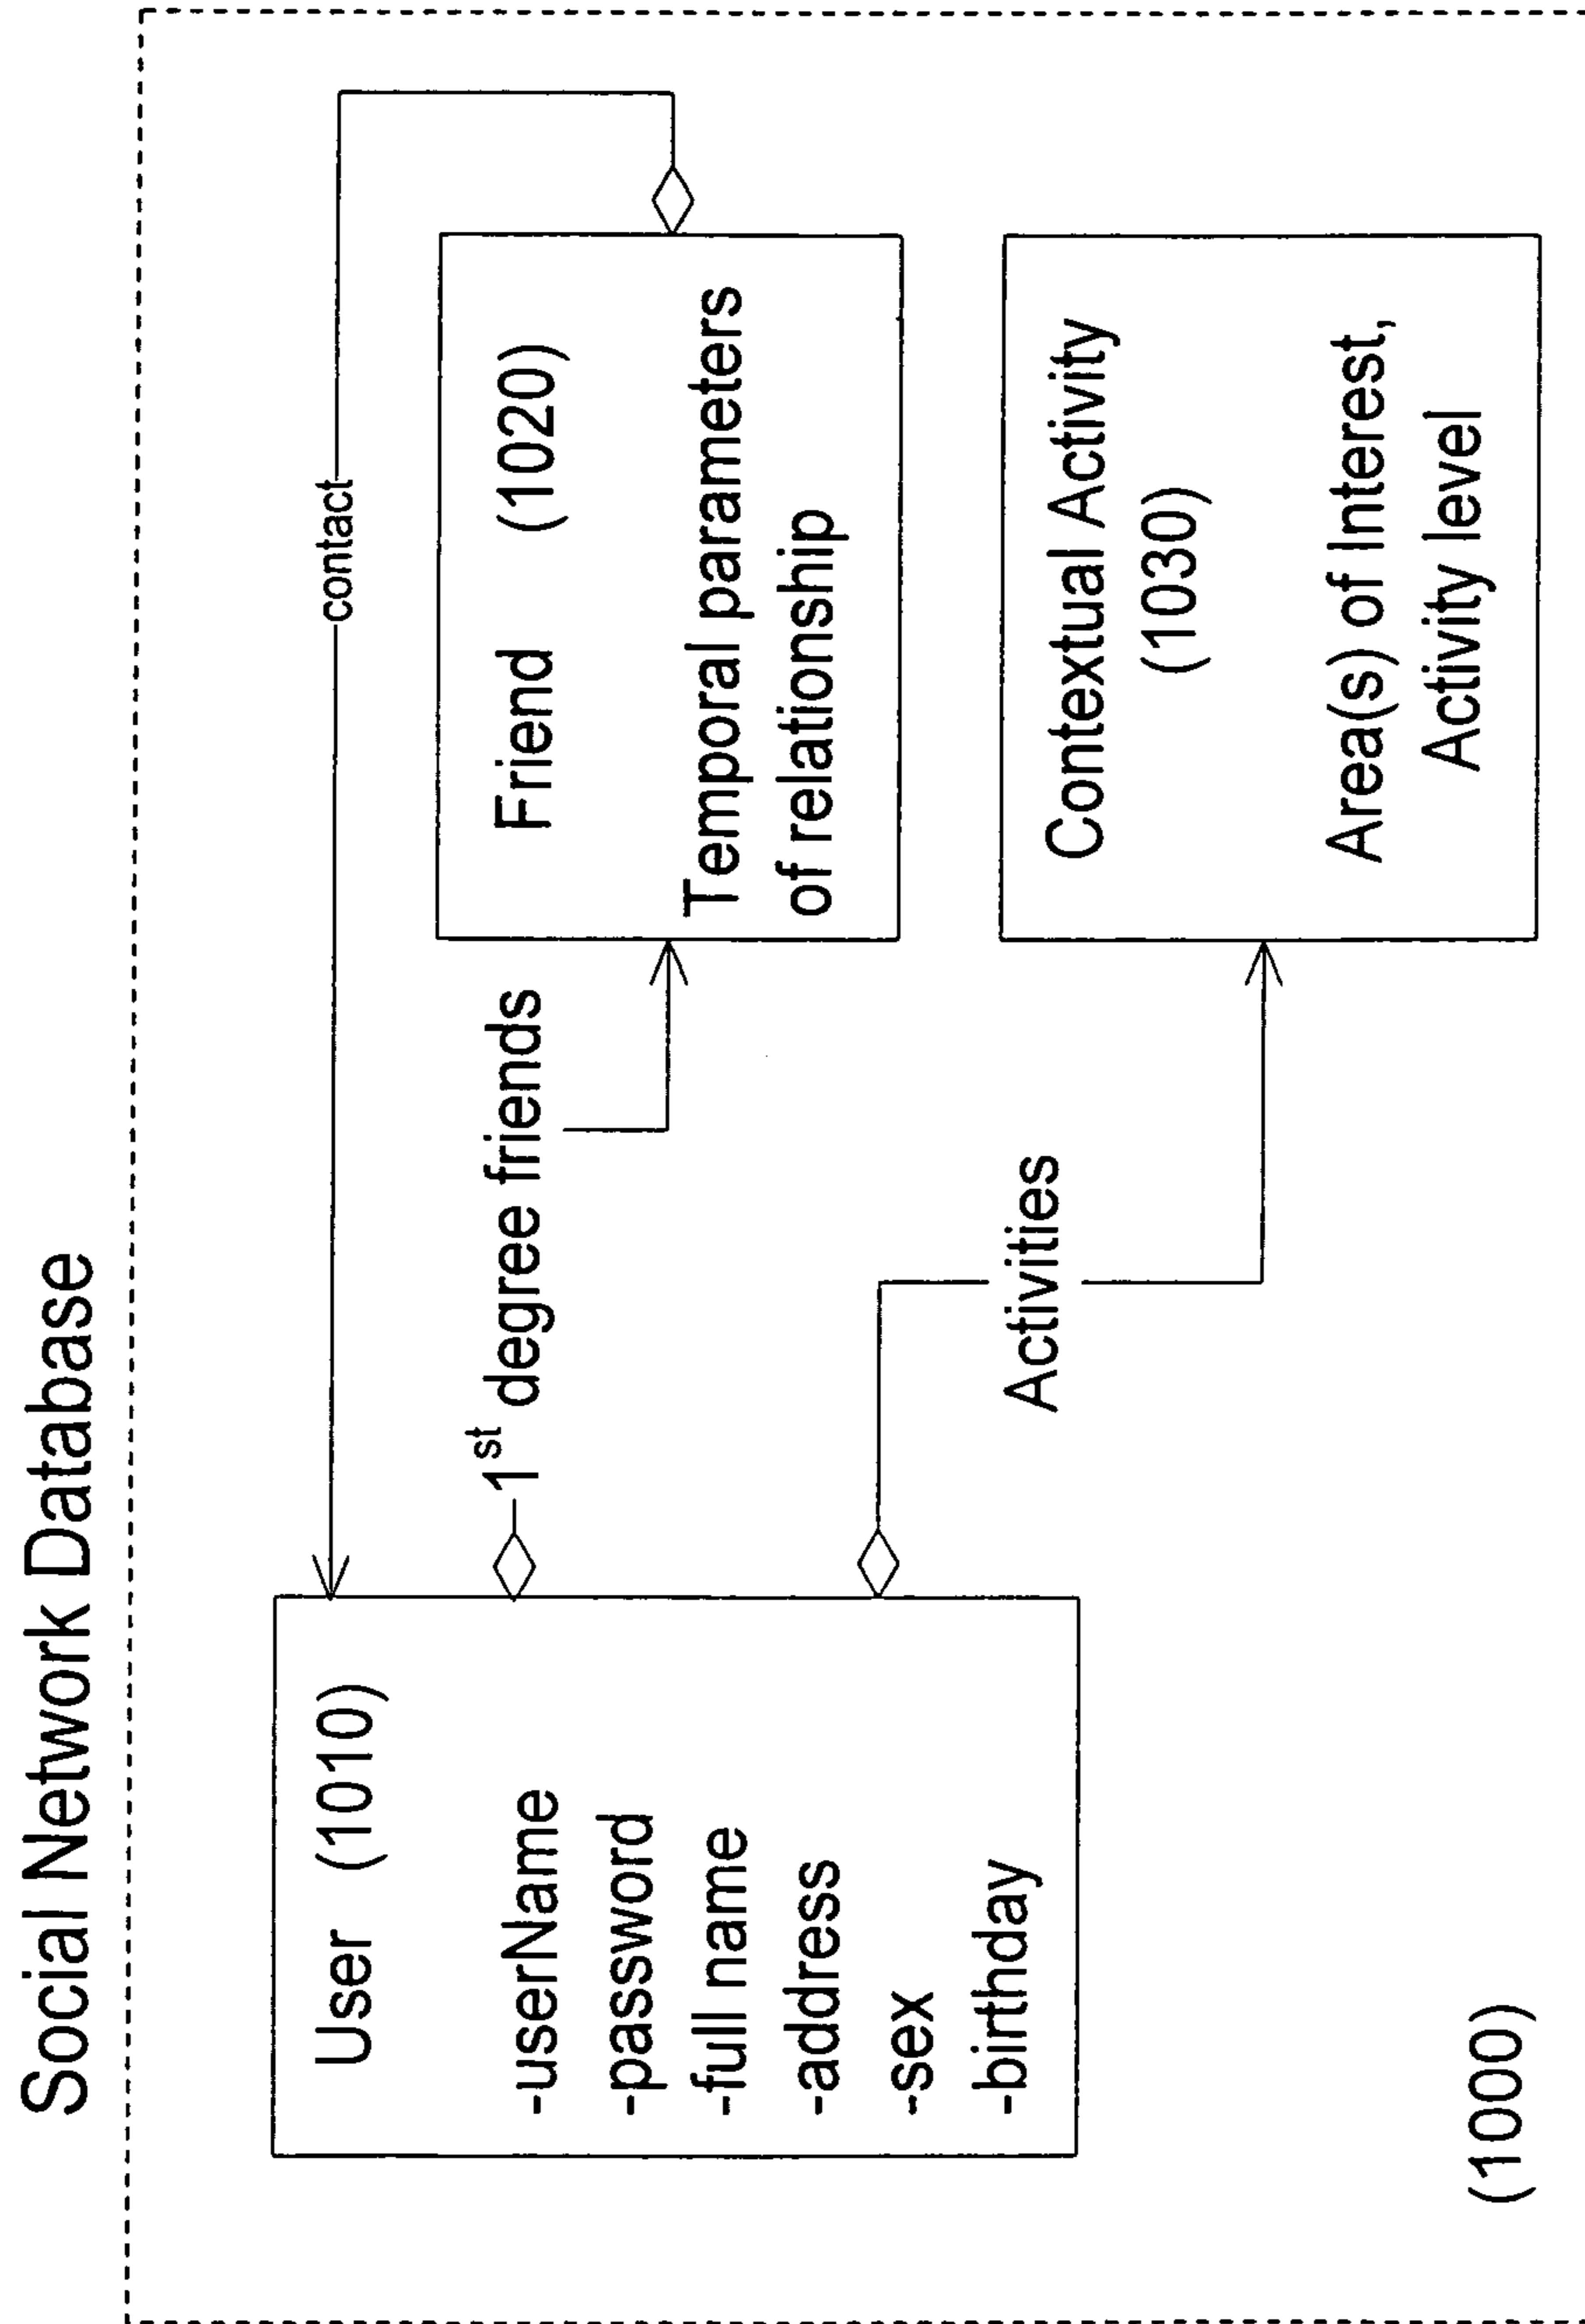 Social Network Database
contact
User (1010)
-userName
-password
-full name
-address
-sex
-birthday
1st degree friends
Friend (1020)
Temporal parameters
of relationship
Activities
Contextual Activity
(1030)
Area(s) of Interest,
Activity level
(1000)